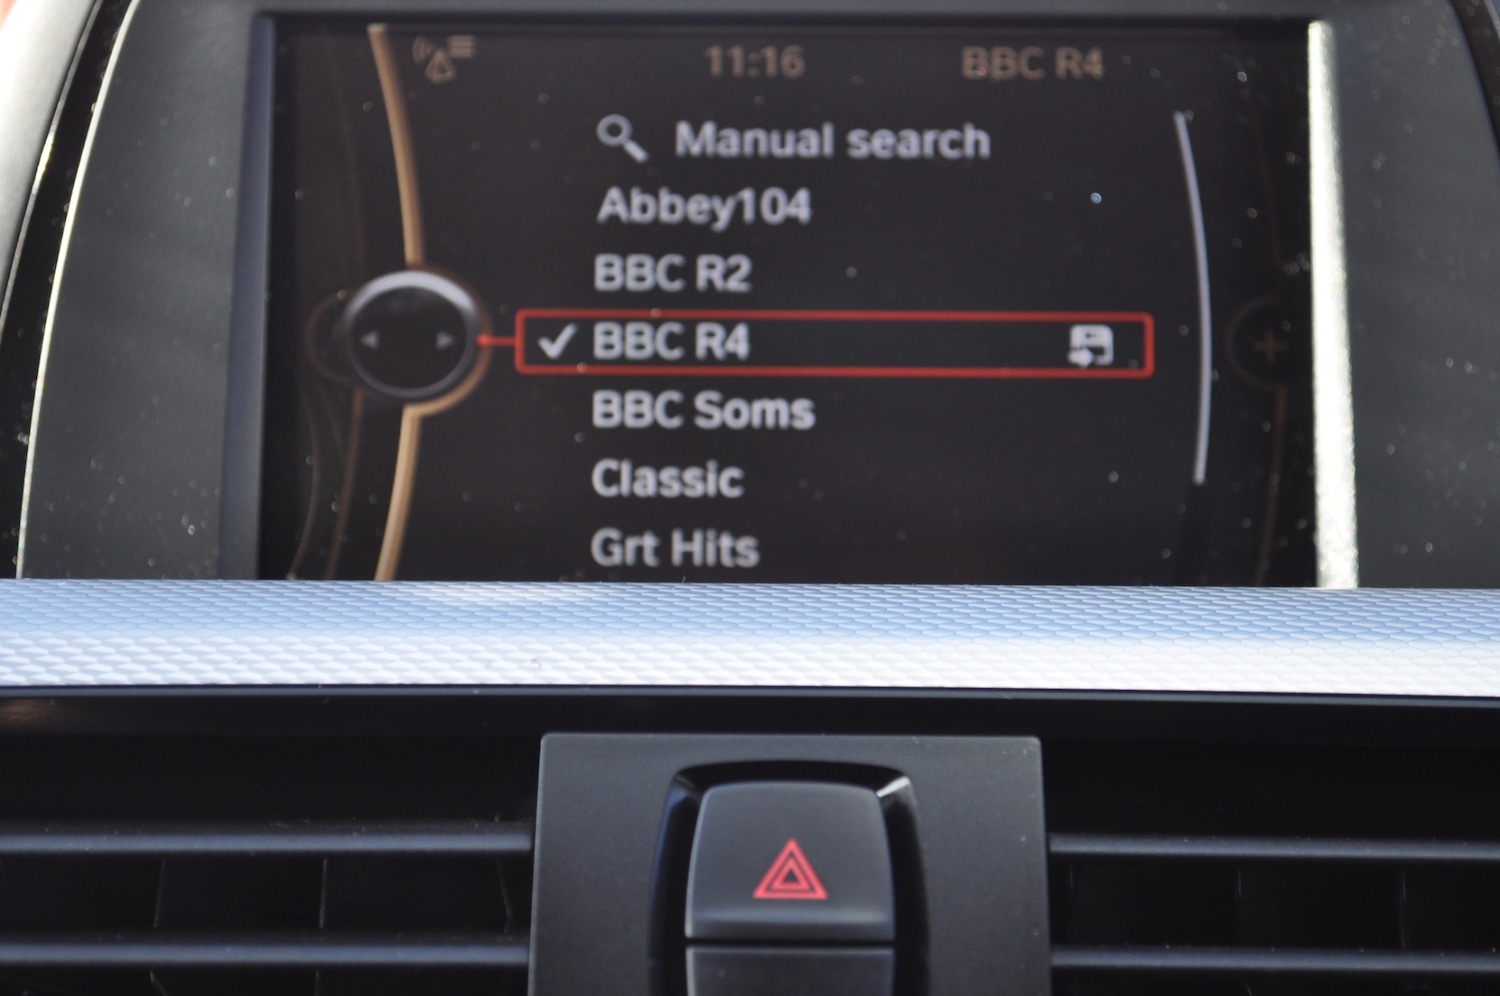 11:16 BBC R4
Manual search
Abbey104
BBC R2
BBC R4
BBC Soms
Classic
Grt Hits